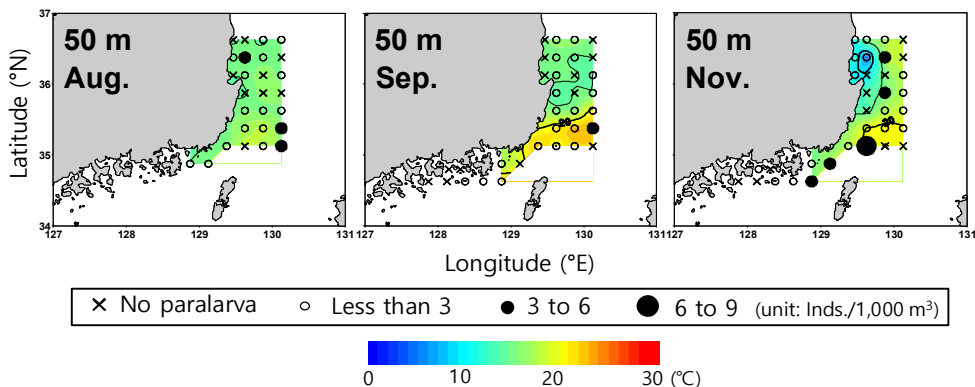 37
36
35
34
Latitude (°N)
50 m
Aug.
50 m
Sep.
20
50 m
Nov.
20
127 128 129 130 131
127 128 129 130 131
127 128 129 130 131
Longitude (°E)
× No paralarva ○ Less than 3 ● 3 to 6 ● 6 to 9 (unit: Inds./1,000 m³)
0 10 20 30 (℃)